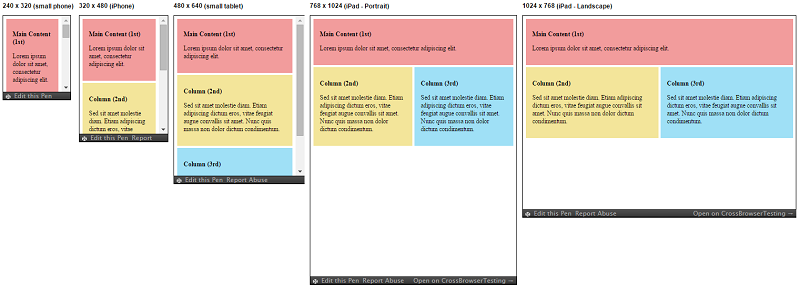 240 x 320 (small phone)
Main Content (1st)
Lorem ipsum
dolor sit
amet,
consectetur
adipiscing elit.
Edit this Pen
320 x 480 (iPhone)
Main Content (1st)
Lorem ipsum dolor sit
amet, consectetur
adipiscing elit.
Column (2nd)
Sed sit amet molestie
diam. Etiam adipiscing
dictum eros, vitae
Edit this Pen Report
480 x 640 (small tablet)
Main Content (1st)
Lorem ipsum dolor sit amet, consectetur
adipiscing elit.
Column (2nd)
Sed sit amet molestie diam. Etiam
adipiscing dictum eros, vitae feugiat
augue convallis sit amet. Nunc quis
massa non dolor dictum condimentum.
Column (3rd)
Edit this Pen Report Abuse
768 x 1024 (iPad - Portrait)
Main Content (1st)
Lorem ipsum dolor sit amet, consectetur adipiscing elit.
Column (2nd)
Sed sit amet molestie diam. Etiam
adipiscing dictum eros, vitae
feugiat augue convallis sit amet.
Nunc quis massa non dolor
dictum condimentum.
Column (3rd)
Sed sit amet molestie diam. Etiam
adipiscing dictum eros, vitae
feugiat augue convallis sit amet.
Nunc quis massa non dolor
dictum condimentum.
Edit this Pen Report Abuse Open on CrossBrowserTesting →
1024 x 768 (iPad - Landscape)
Main Content (1st)
Lorem ipsum dolor sit amet, consectetur adipiscing elit.
Column (2nd)
Sed sit amet molestie diam. Etiam adipiscing
dictum eros, vitae feugiat augue convallis sit
amet. Nunc quis massa non dolor dictum
condimentum.
Column (3rd)
Sed sit amet molestie diam. Etiam adipiscing
dictum eros, vitae feugiat augue convallis sit
amet. Nunc quis massa non dolor dictum
condimentum.
Edit this Pen Report Abuse Open on CrossBrowserTesting →